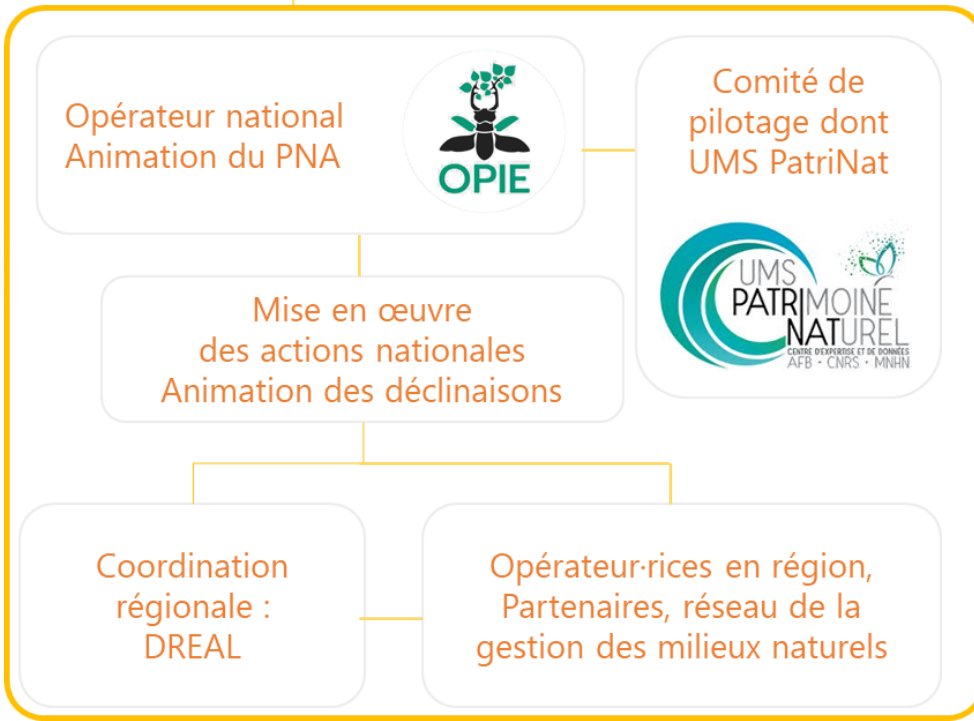 Opérateur national
Animation du PNA
OPIE
Comité de
pilotage dont
UMS PatriNat
UMS
PATRIMOINE
NATUREL
CENTRE D'EXPERTISE ET DE DONNÉES
AFB • CNRS • MNHN
Mise en œuvre
des actions nationales
Animation des déclinaisons
Coordination
régionale :
DREAL
Opérateur·rices en région,
Partenaires, réseau de la
gestion des milieux naturels